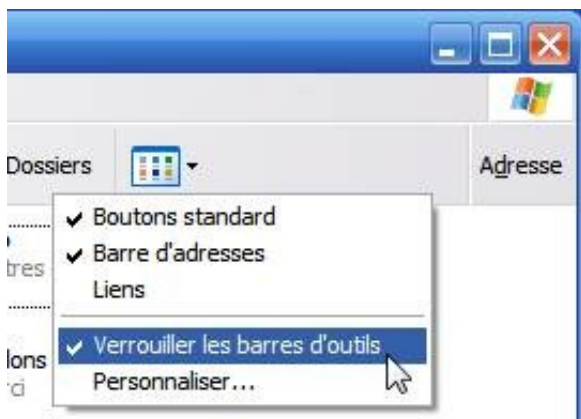 Dossiers
Adresse
Boutons standard
Barre d'adresses
Liens
Verrouiller les barres d'outils
Personnaliser...